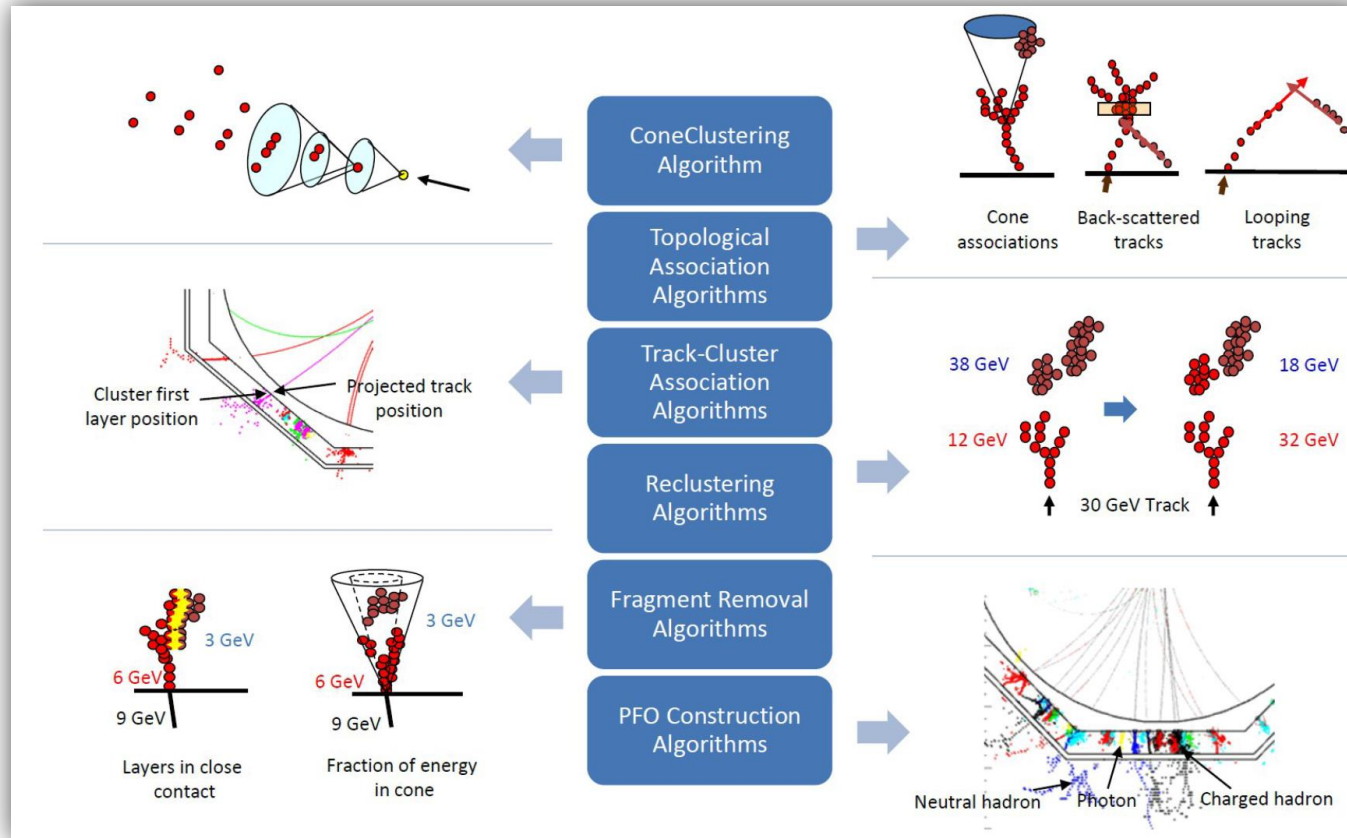 ConeClustering
Algorithm
Topological
Association
Algorithms
Track-Cluster
Association
Algorithms
Reclustering
Algorithms
Fragment Removal
Algorithms
PFO Construction
Algorithms
Cone
associations
Back-scattered
tracks
Looping
tracks
Cluster first
layer position
Projected track
position
38 GeV
18 GeV
12 GeV
32 GeV
30 GeV Track
3 GeV
6 GeV
9 GeV
Layers in close
contact
3 GeV
6 GeV
9 GeV
Fraction of energy
in cone
Neutral hadron
Photon
Charged hadron